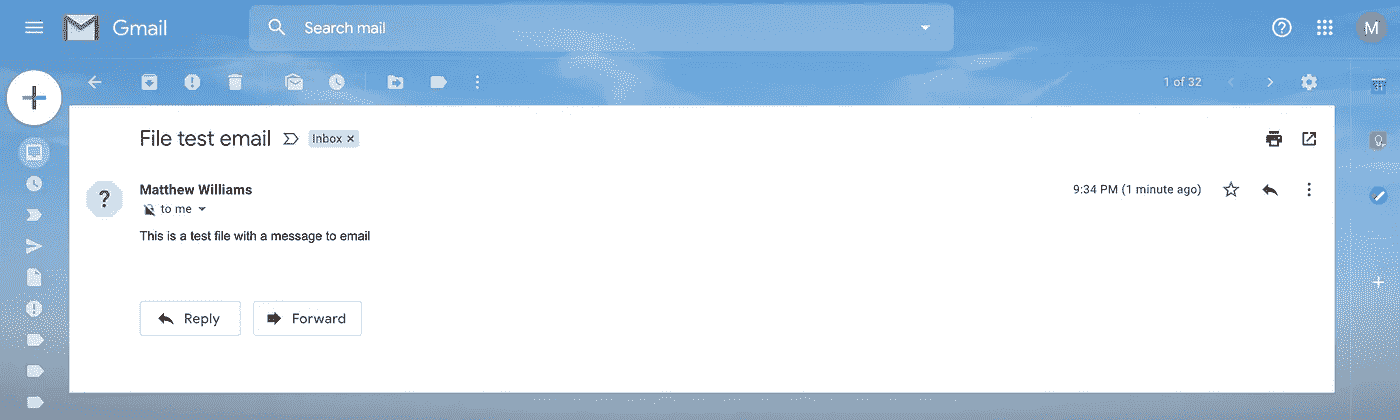 Gmail
Search mail
M
1 of 32
31
File test email
Inbox ×
?
Matthew Williams
9:34 PM (1 minute ago)
to me
This is a test file with a message to email
Reply
Forward